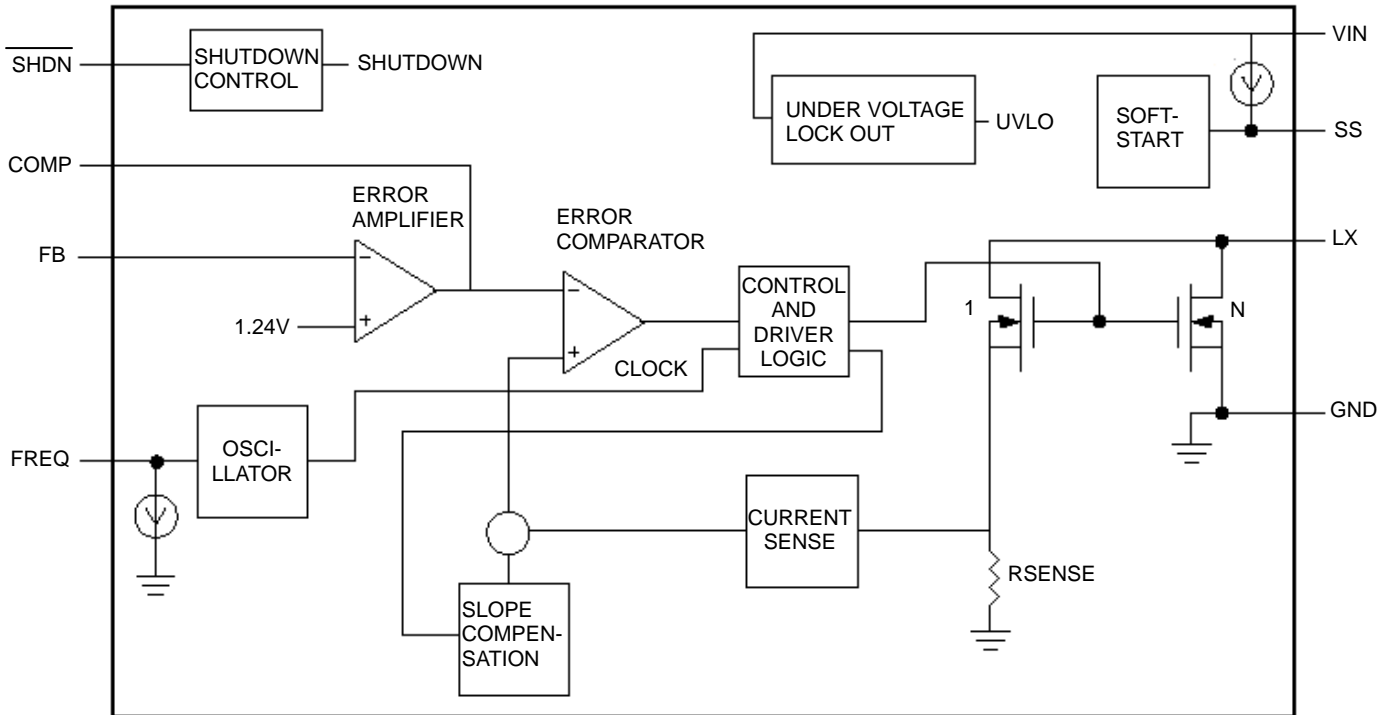 SHDN
SHUTDOWN
CONTROL
SHUTDOWN
VIN
UNDER VOLTAGE
LOCK OUT
UVLO
SOFT-
START
SS
COMP
ERROR
AMPLIFIER
ERROR
COMPARATOR
FB
-
+
1.24V
-
+
CLOCK
CONTROL
AND
DRIVER
LOGIC
1
N
LX
GND
FREQ
OSCI-
LLATOR
CURRENT
SENSE
RSENSE
SLOPE
COMPEN-
SATION